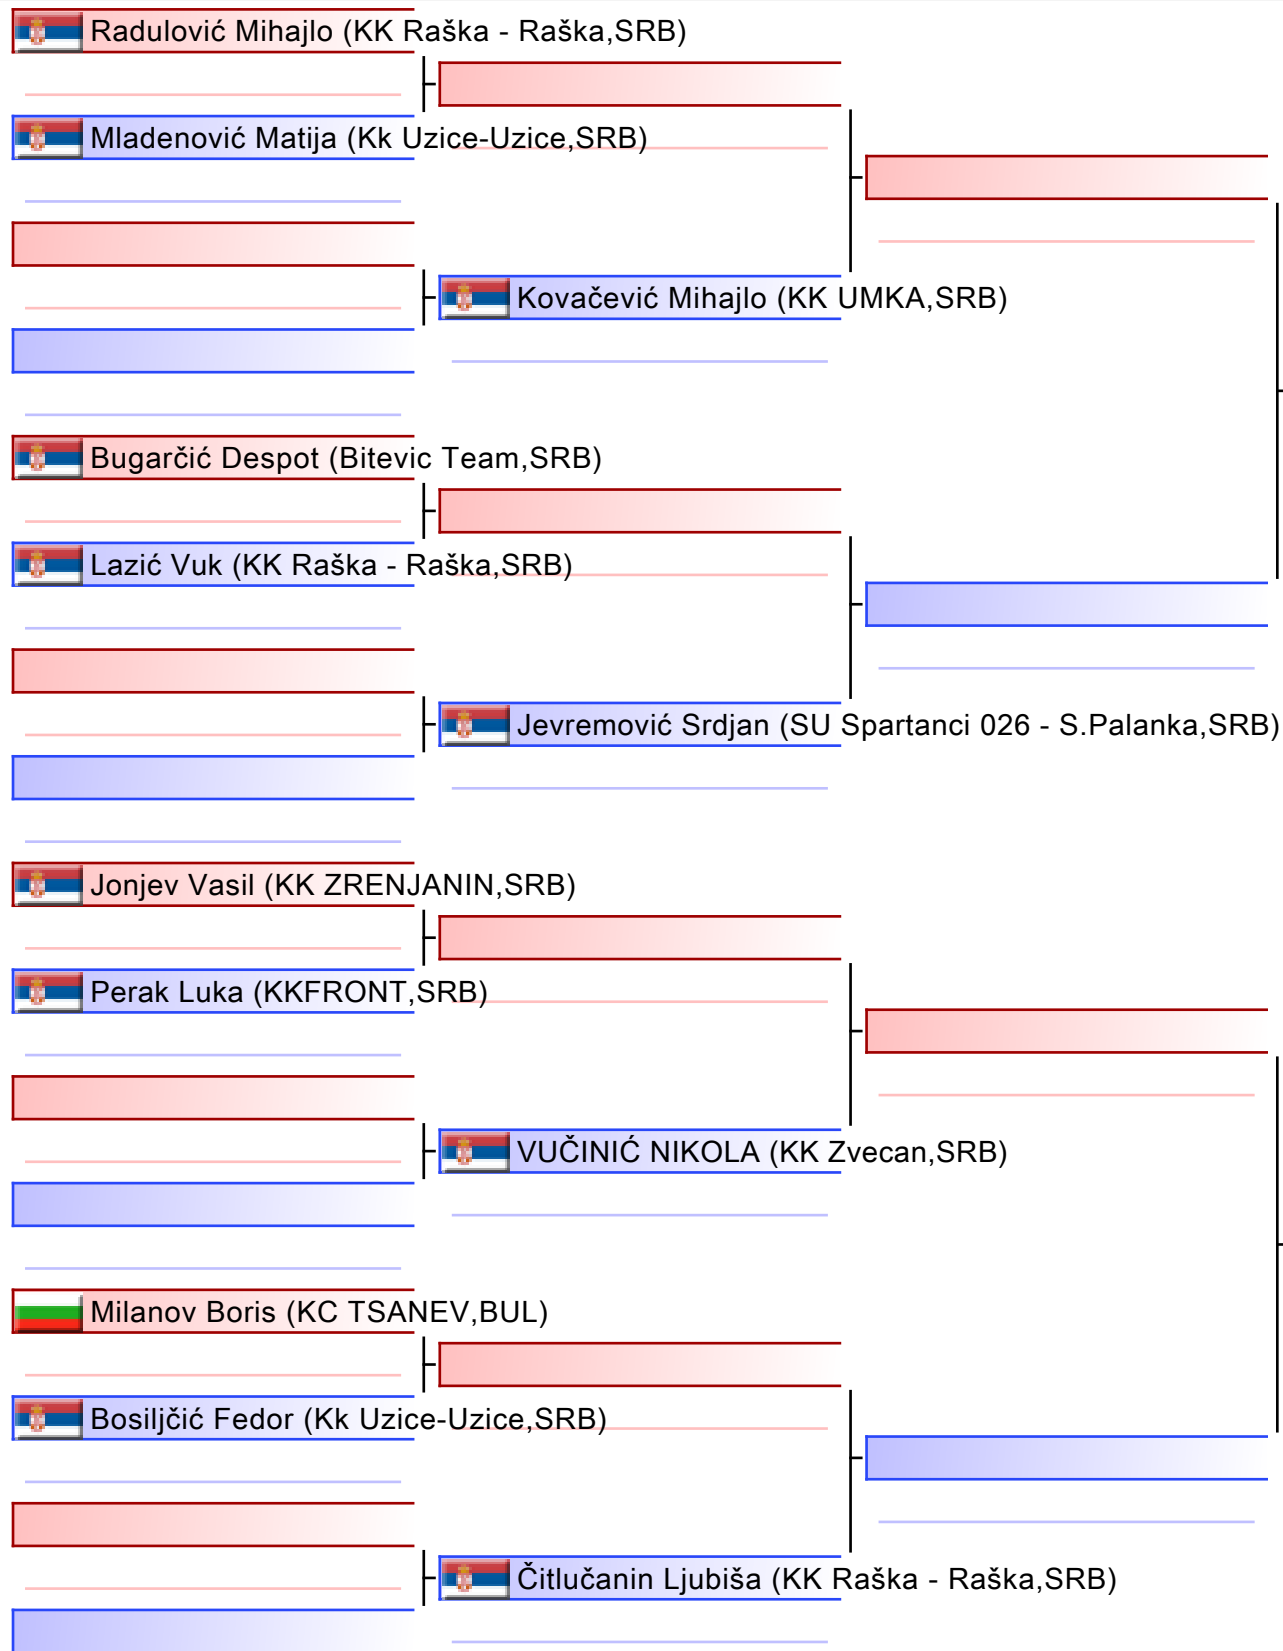 Radulović Mihajlo (KK Raška - Raška,SRB)
Mladenović Matija (Kk Uzice-Uzice,SRB)
Kovačević Mihajlo (KK UMKA,SRB)
Bugarčić Despot (Bitevic Team,SRB)
Lazić Vuk (KK Raška - Raška,SRB)
Jevremović Srdjan (SU Spartanci 026 - S.Palanka,SRB)
Jonjev Vasil (KK ZRENJANIN,SRB)
Perak Luka (KKFRONT,SRB)
VUČINIĆ NIKOLA (KK Zvecan,SRB)
Milanov Boris (KC TSANEV,BUL)
Bosiljčić Fedor (Kk Uzice-Uzice,SRB)
Čitlučanin Ljubiša (KK Raška - Raška,SRB)